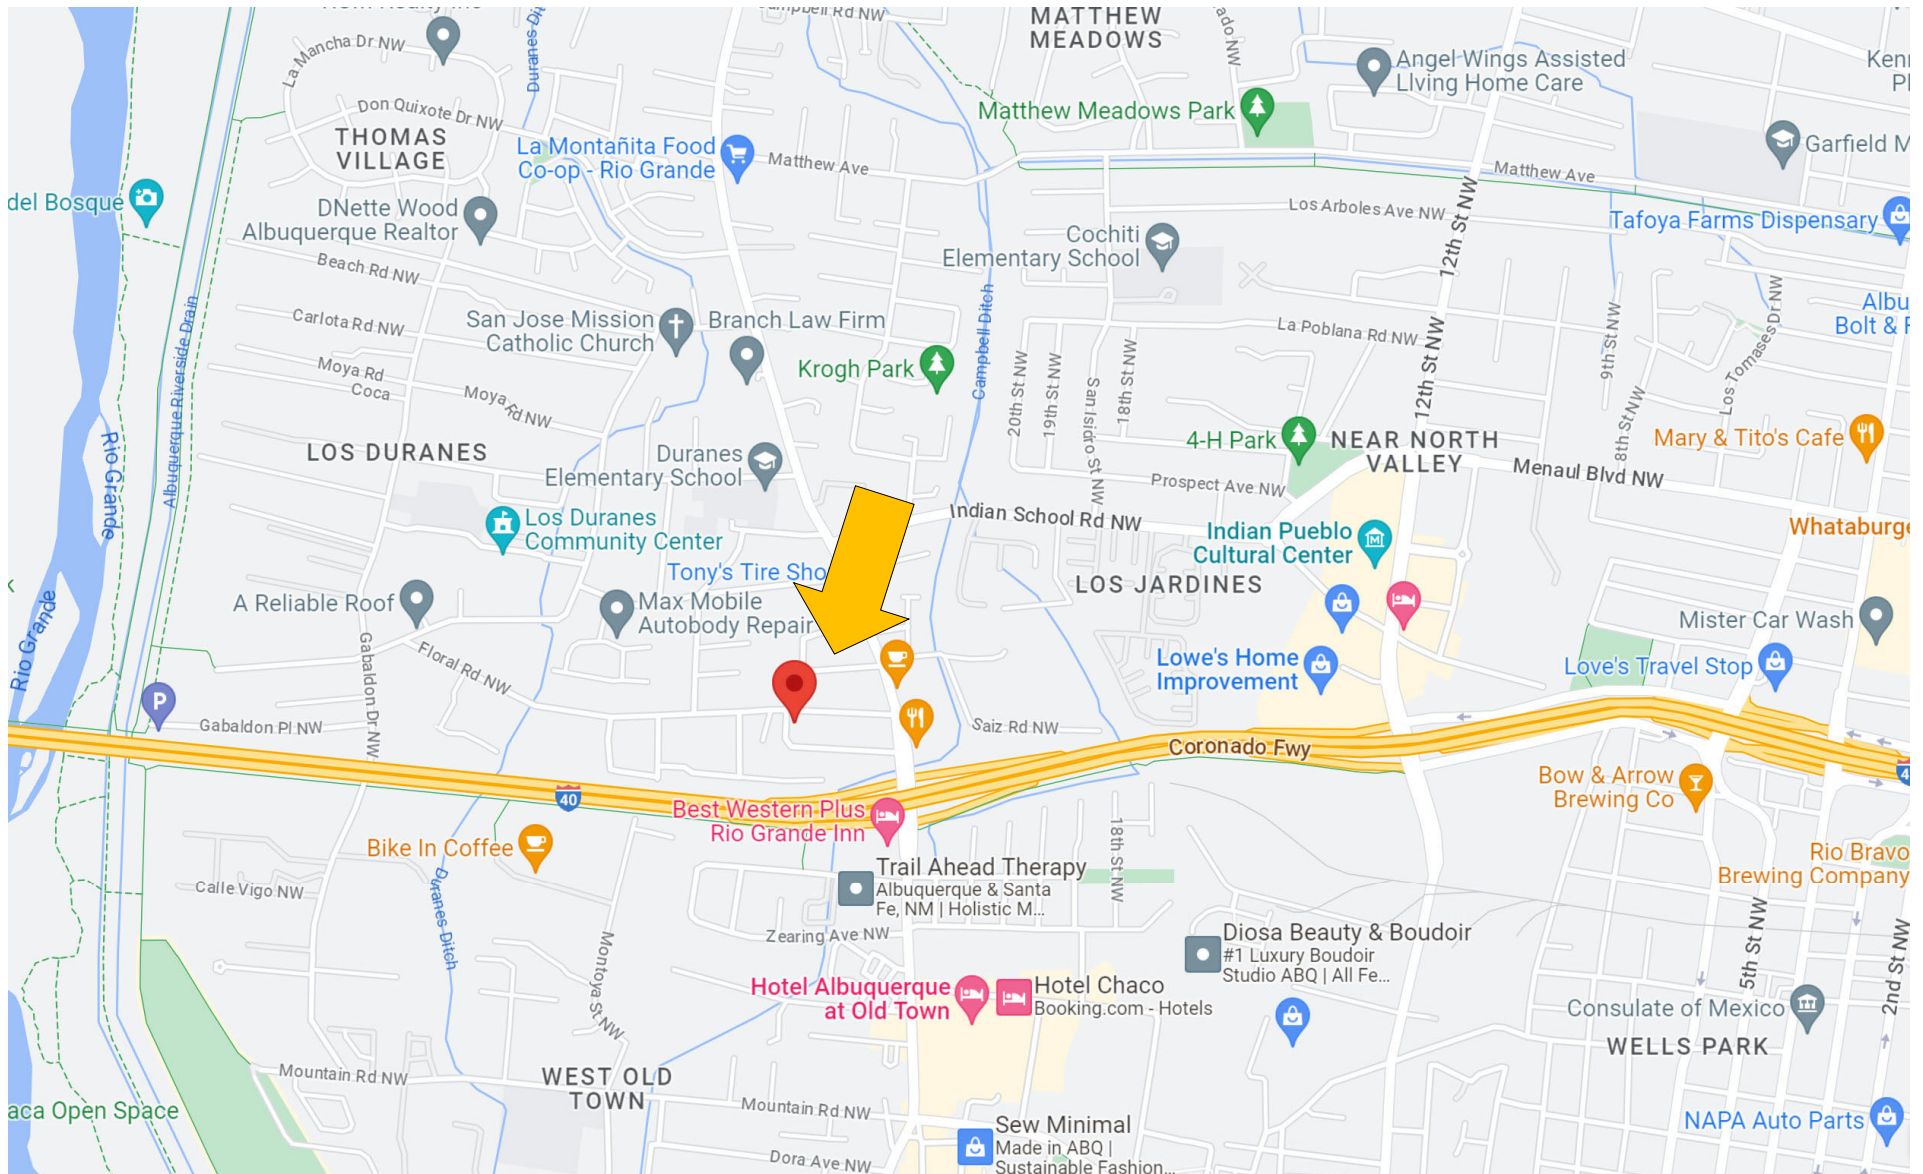 Campbell Rd NW
MATTHEW
MEADOWS
La Mancha Dr NW
Duranes
Angel Wings Assisted
LIving Home Care
Don Quixote Dr NW
Matthew Meadows Park
THOMAS
VILLAGE
La Montañita Food
Co-op - Rio Grande
Matthew Ave
Garfield M
Matthew Ave
12th St NW
del Bosque
DNette Wood
Albuquerque Realtor
Los Arboles Ave NW
Tafoya Farms Dispensary
Cochiti
Elementary School
Beach Rd NW
Albuquerque Riverside Drain
Campbell Ditch
9th St NW
Los Tomases Dr NW
Carlota Rd NW
San Jose Mission
Catholic Church
Branch Law Firm
La Poblana Rd NW
12th St NW
Albu
Bolt & F
Moya Rd
Coca
Krogh Park
20th St NW
19th St NW
San Isidro St NW
18th St NW
Moya Rd NW
8th St NW
LOS DURANES
4-H Park
NEAR NORTH
VALLEY
Mary & Tito's Cafe
Rio Grande
Duranes
Elementary School
Menaul Blvd NW
Prospect Ave NW
Los Duranes
Community Center
Indian School Rd NW
Indian Pueblo
Cultural Center
Whataburge
Tony's Tire Sho
LOS JARDINES
A Reliable Roof
Max Mobile
Autobody Repair
Mister Car Wash
Rio Grande
Gabaldon Dr NW
Floral Rd NW
Lowe's Home
Improvement
Love's Travel Stop
P
Gabaldon Pl NW
Saiz Rd NW
Coronado Fwy
40
4
Best Western Plus
Rio Grande Inn
Bow & Arrow
Brewing Co
Bike In Coffee
18th St NW
Trail Ahead Therapy
Albuquerque & Santa
Fe, NM | Holistic M...
Rio Bravo
Brewing Company
Calle Vigo NW
Duranes Ditch
Zearing Ave NW
Diosa Beauty & Boudoir
#1 Luxury Boudoir
Studio ABQ | All Fe...
Montoya St NW
5th St NW
2nd St NW
Hotel Albuquerque
at Old Town
Hotel Chaco
Booking.com - Hotels
Consulate of Mexico
WELLS PARK
Mountain Rd NW
WEST OLD
TOWN
Mountain Rd NW
aca Open Space
Sew Minimal
Made in ABQ |
Sustainable Fashion...
NAPA Auto Parts
Dora Ave NW